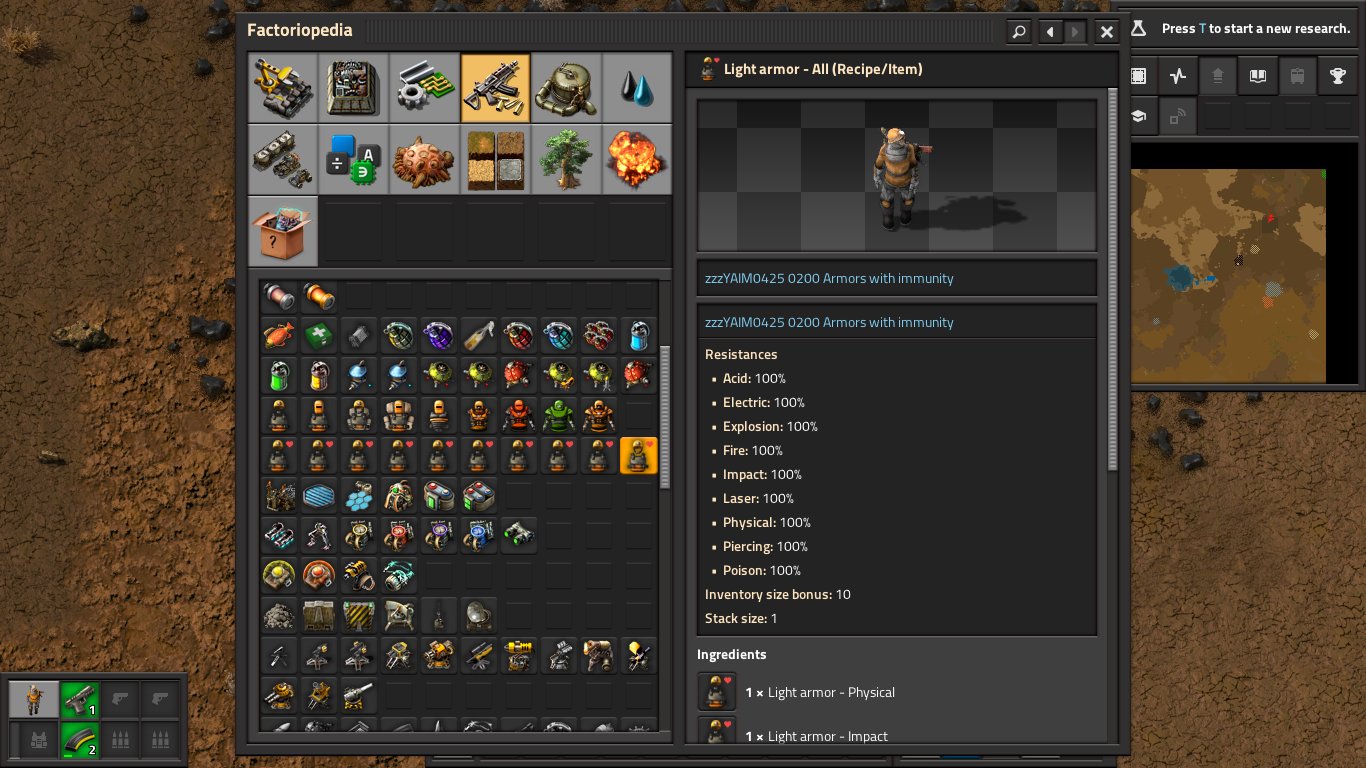 Factoriopedia
Press T to start a new research.
Light armor - All (Recipe/Item)
A
÷
Э
?
zzzYAIM0425 0200 Armors with immunity
zzzYAIM0425 0200 Armors with immunity
Resistances
▪ Acid: 100%
▪ Electric: 100%
▪ Explosion: 100%
▪ Fire: 100%
▪ Impact: 100%
▪ Laser: 100%
▪ Physical: 100%
▪ Piercing: 100%
▪ Poison: 100%
Inventory size bonus: 10
Stack size: 1
Ingredients
1 × Light armor - Physical
1 × Light armor - Impact
1
2